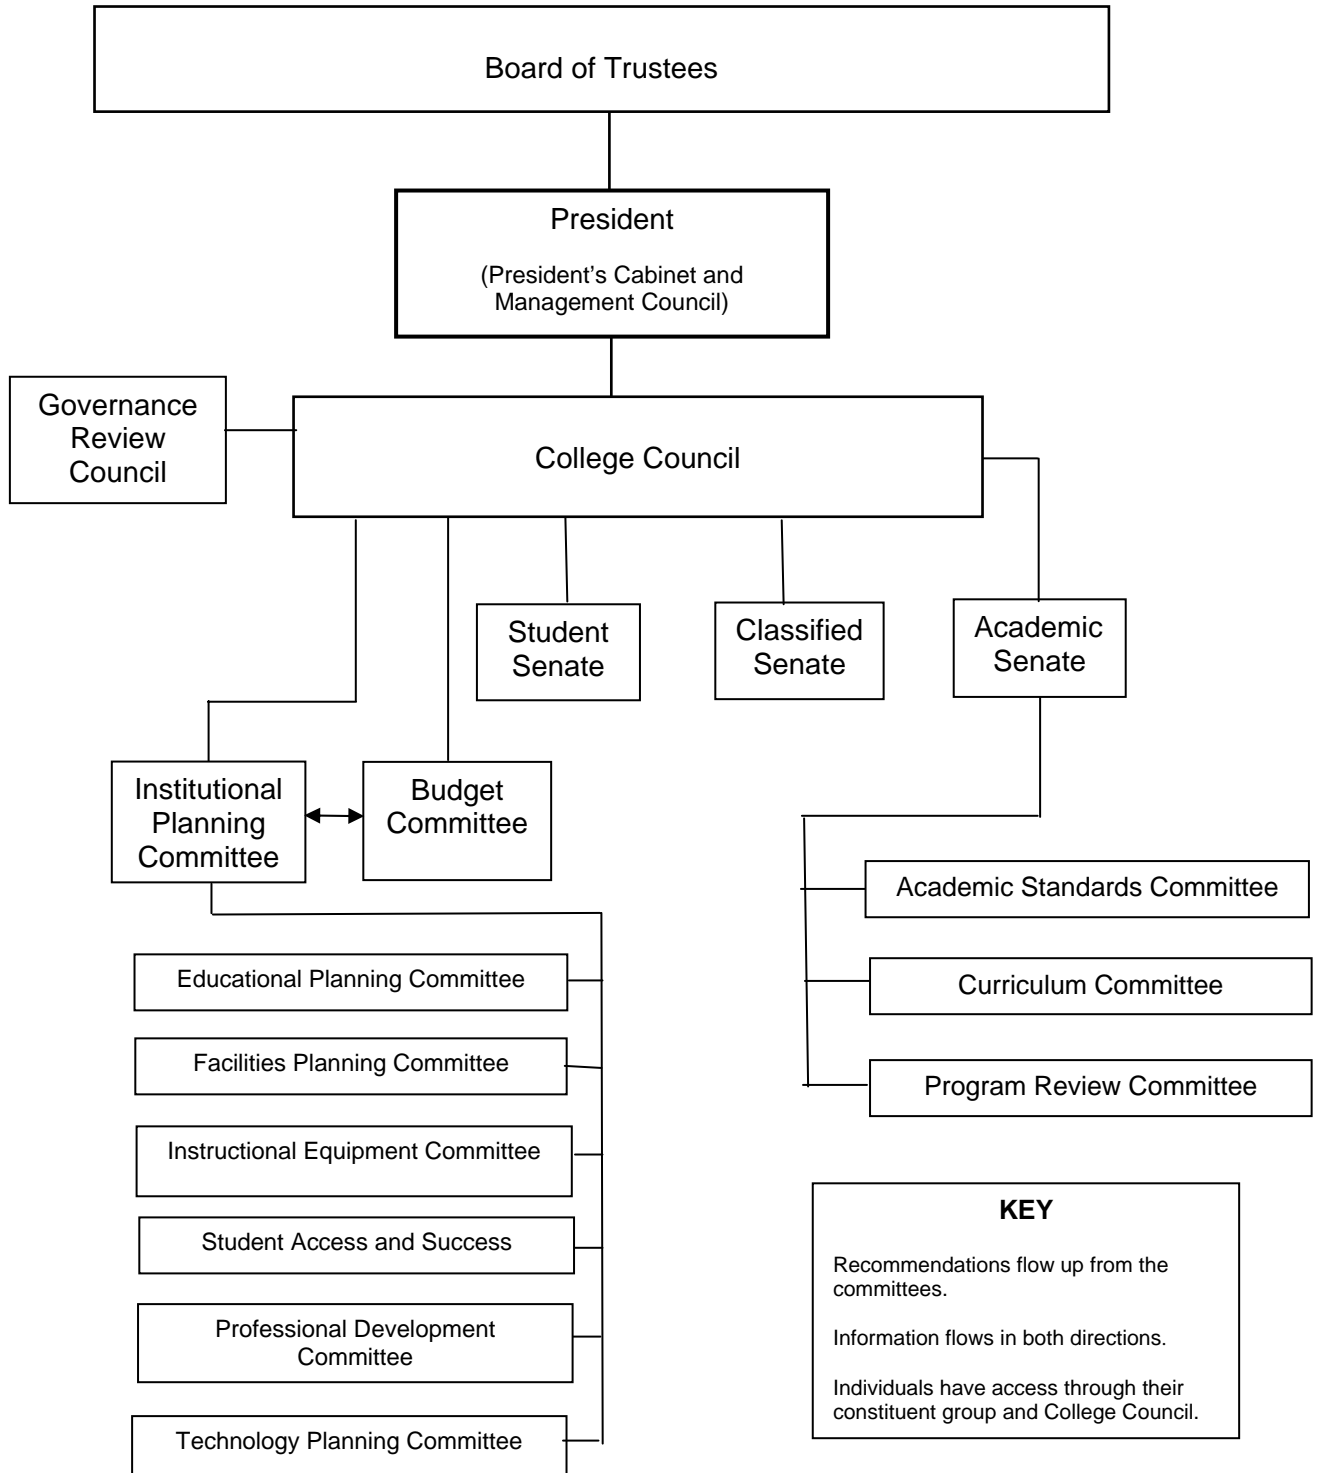 Board of Trustees
President
(President’s Cabinet and
Management Council)
Governance
Review
Council
College Council
Student
Senate
Classified
Senate
Academic
Senate
Institutional
Planning
Committee
Budget
Committee
Academic Standards Committee
Curriculum Committee
Program Review Committee
Educational Planning Committee
Facilities Planning Committee
Instructional Equipment Committee
Student Access and Success
Professional Development
Committee
Technology Planning Committee
KEY
Recommendations flow up from the
committees.
Information flows in both directions.
Individuals have access through their
constituent group and College Council.